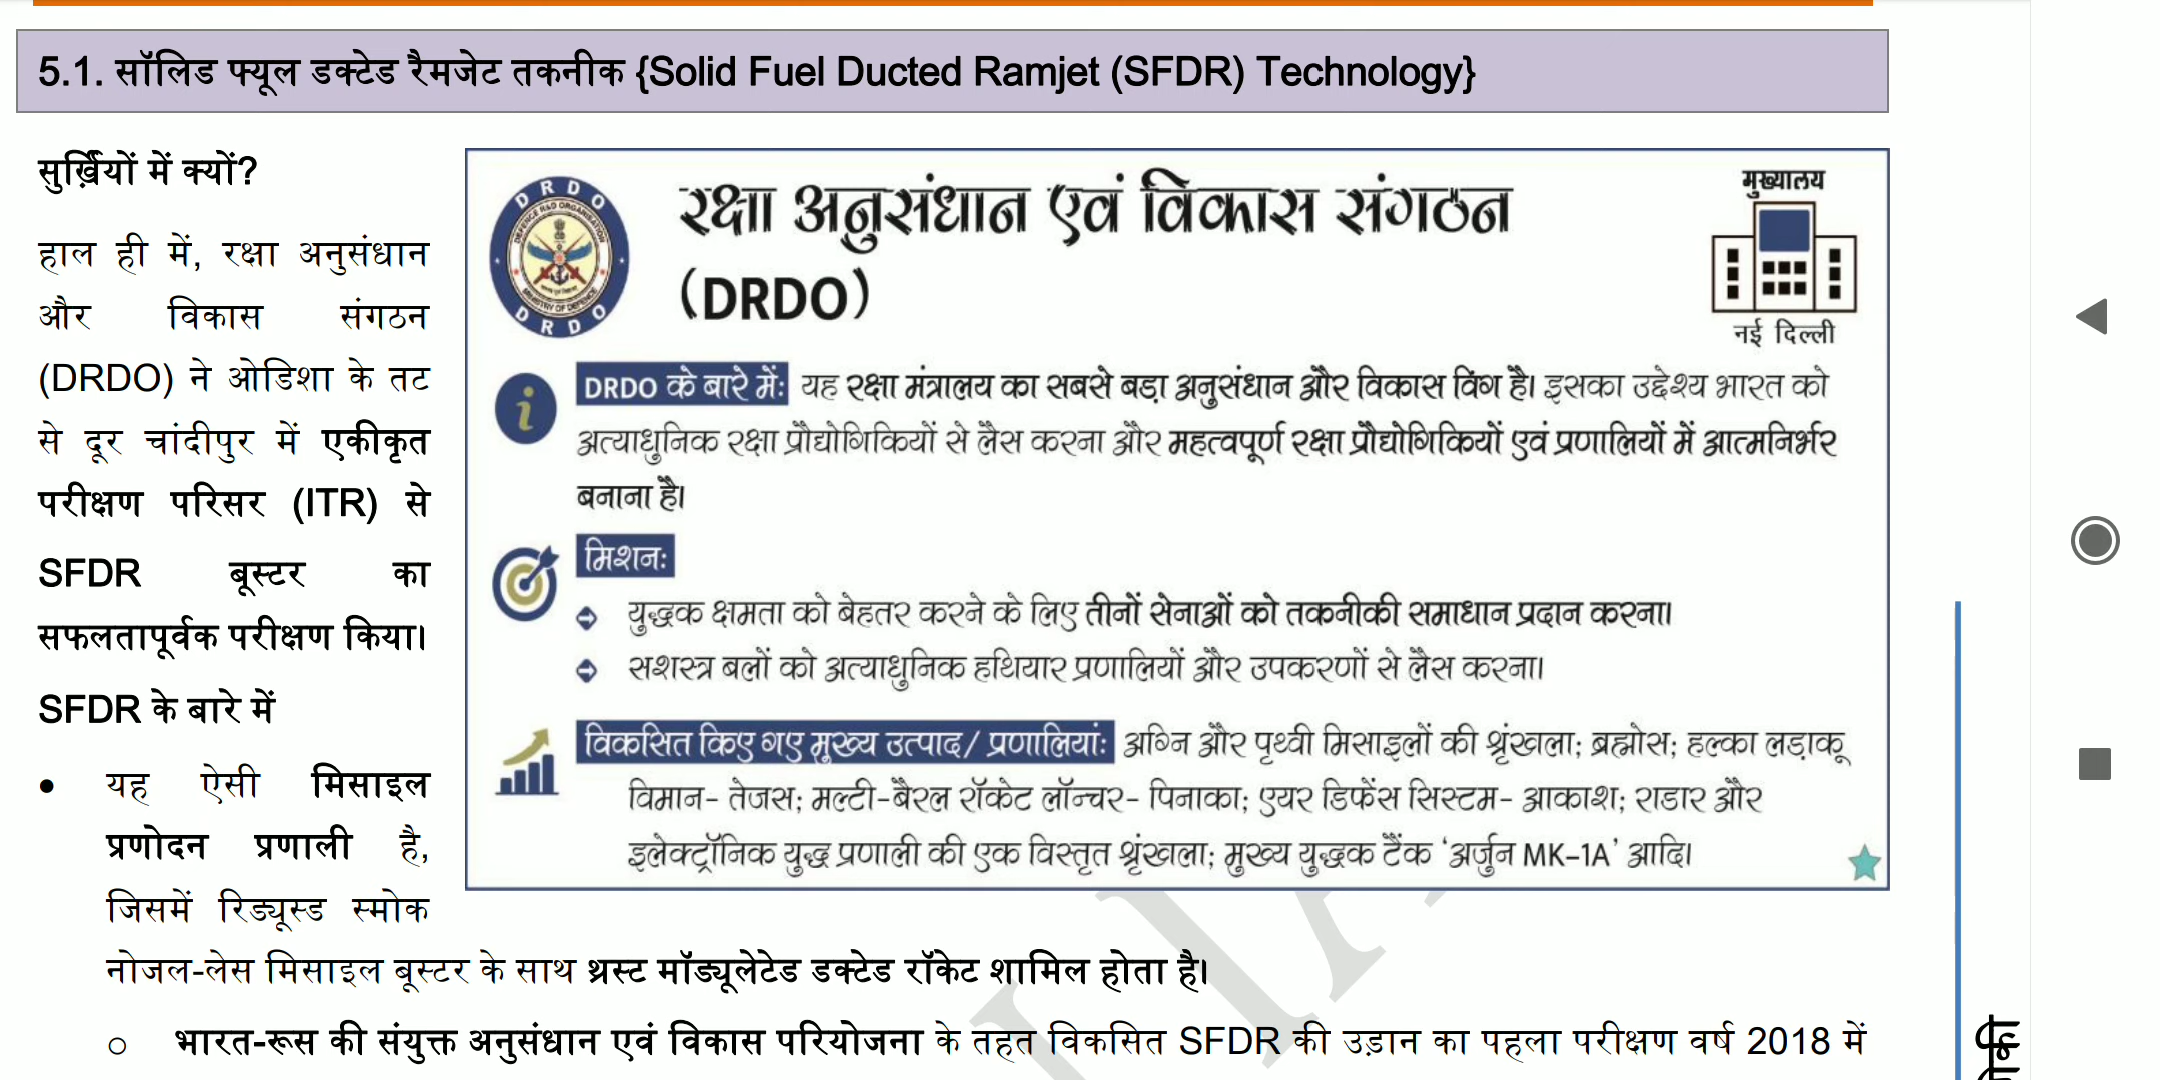 5.1. सॉलिड फ्यूल डक्टेड रैमजेट तकनीक {Solid Fuel Ducted Ramjet (SFDR) Technology}
सुर्ख़ियों में क्यों?
हाल ही में, रक्षा अनुसंधान
और विकास संगठन
(DRDO) ने ओडिशा के तट
से दूर चांदीपुर में एकीकृत
परीक्षण परिसर (ITR) से
SFDR बूस्टर का
सफलतापूर्वक परीक्षण किया।
SFDR के बारे में
• यह ऐसी मिसाइल
प्रणोदन प्रणाली है,
जिसमें रिड्यूस्ड स्मोक
नोजल-लेस मिसाइल बूस्टर के साथ थ्रस्ट मॉड्यूलेटेड डक्टेड रॉकेट शामिल होता है।
○ भारत-रूस की संयुक्त अनुसंधान एवं विकास परियोजना के तहत विकसित SFDR की उड़ान का पहला परीक्षण वर्ष 2018 में
DRDO
DEFENCE R&D ORGANISATION
MINISTRY OF DEFENCE
DRDO
रक्षा अनुसंधान एवं विकास संगठन
(DRDO)
मुख्यालय
नई दिल्ली
DRDO के बारे में: यह रक्षा मंत्रालय का सबसे बड़ा अनुसंधान और विकास विंग है। इसका उद्देश्य भारत को
अत्याधुनिक रक्षा प्रौद्योगिकियों से लैस करना और महत्वपूर्ण रक्षा प्रौद्योगिकियों एवं प्रणालियों में आत्मनिर्भर
बनाना है।
मिशन:
युद्धक क्षमता को बेहतर करने के लिए तीनों सेनाओं को तकनीकी समाधान प्रदान करना।
सशस्त्र बलों को अत्याधुनिक हथियार प्रणालियों और उपकरणों से लैस करना।
विकसित किए गए मुख्य उत्पाद/ प्रणालियां: अग्नि और पृथ्वी मिसाइलों की श्रृंखला; ब्रह्मोस; हल्का लड़ाकू
विमान- तेजस; मल्टी-बैरल रॉकेट लॉन्चर- पिनाका; एयर डिफेंस सिस्टम- आकाश; राडार और
इलेक्ट्रॉनिक युद्ध प्रणाली की एक विस्तृत श्रृंखला; मुख्य युद्धक टैंक 'अर्जुन MK-1A' आदि।